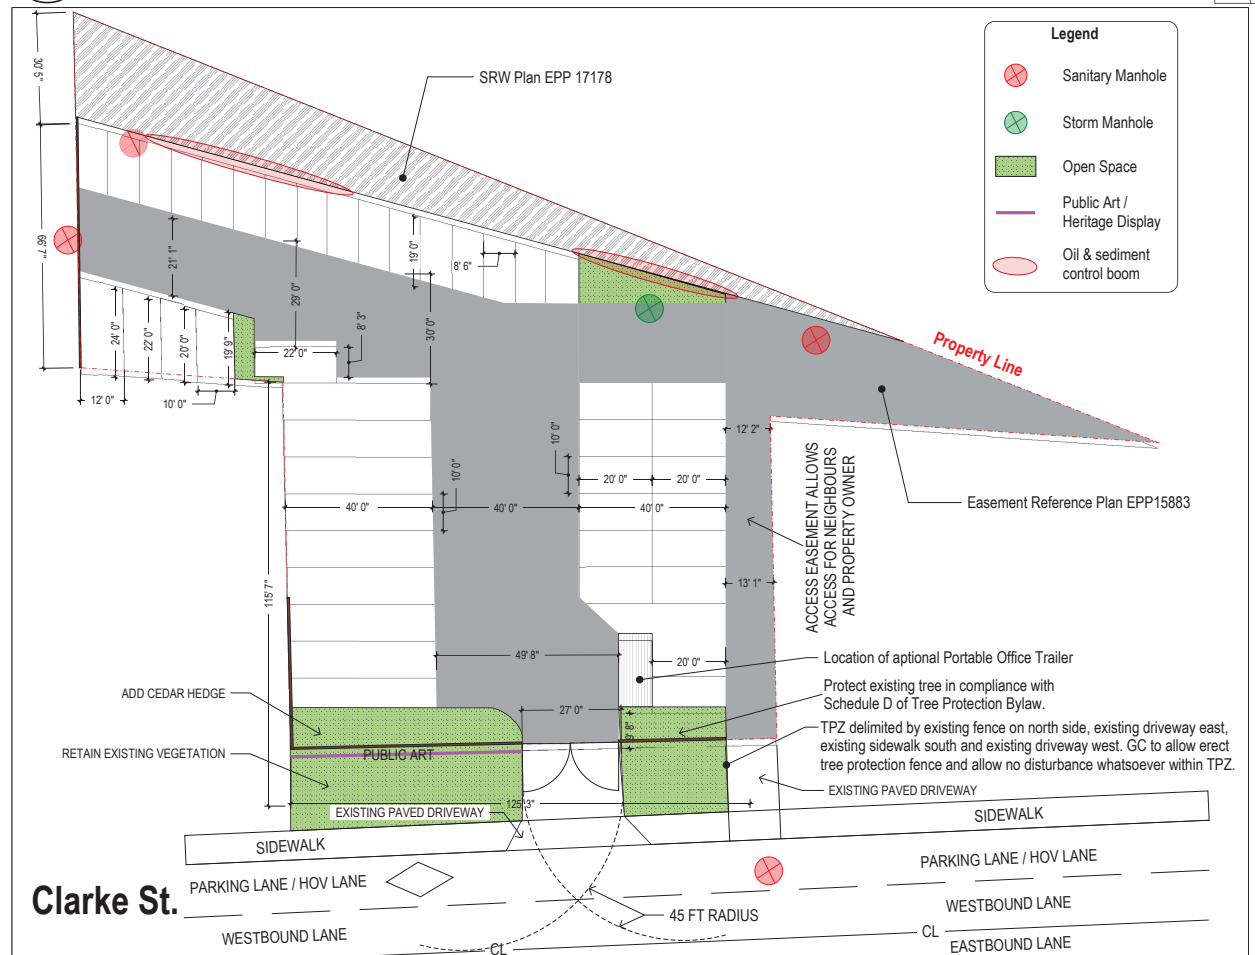 Legend
Sanitary Manhole
Storm Manhole
Open Space
Public Art /
Heritage Display
Oil & sediment
control boom
SRW Plan EPP 17178
30' 5"
66' 7"
21' 1"
29' 0"
19' 0"
8' 6"
8' 3"
30' 0"
24' 0"
22' 0"
20' 0"
19' 9"
22' 0"
12' 0"
10' 0"
Property Line
12' 2"
10' 0"
10' 0"
20' 0"
20' 0"
40' 0"
40' 0"
40' 0"
Easement Reference Plan EPP15883
ACCESS EASEMENT ALLOWS
ACCESS FOR NEIGHBOURS
AND PROPERTY OWNER
115' 7"
13' 1"
49' 8"
20' 0"
Location of aptional Portable Office Trailer
Protect existing tree in compliance with
Schedule D of Tree Protection Bylaw.
ADD CEDAR HEDGE
27' 0"
9' 8"
TPZ delimited by existing fence on north side, existing driveway east,
existing sidewalk south and existing driveway west. GC to allow erect
tree protection fence and allow no disturbance whatsoever within TPZ.
RETAIN EXISTING VEGETATION
PUBLIC ART
EXISTING PAVED DRIVEWAY
125' 3"
EXISTING PAVED DRIVEWAY
SIDEWALK
SIDEWALK
PARKING LANE / HOV LANE
PARKING LANE / HOV LANE
Clarke St.
45 FT RADIUS
WESTBOUND LANE
WESTBOUND LANE
CL
CL
EASTBOUND LANE